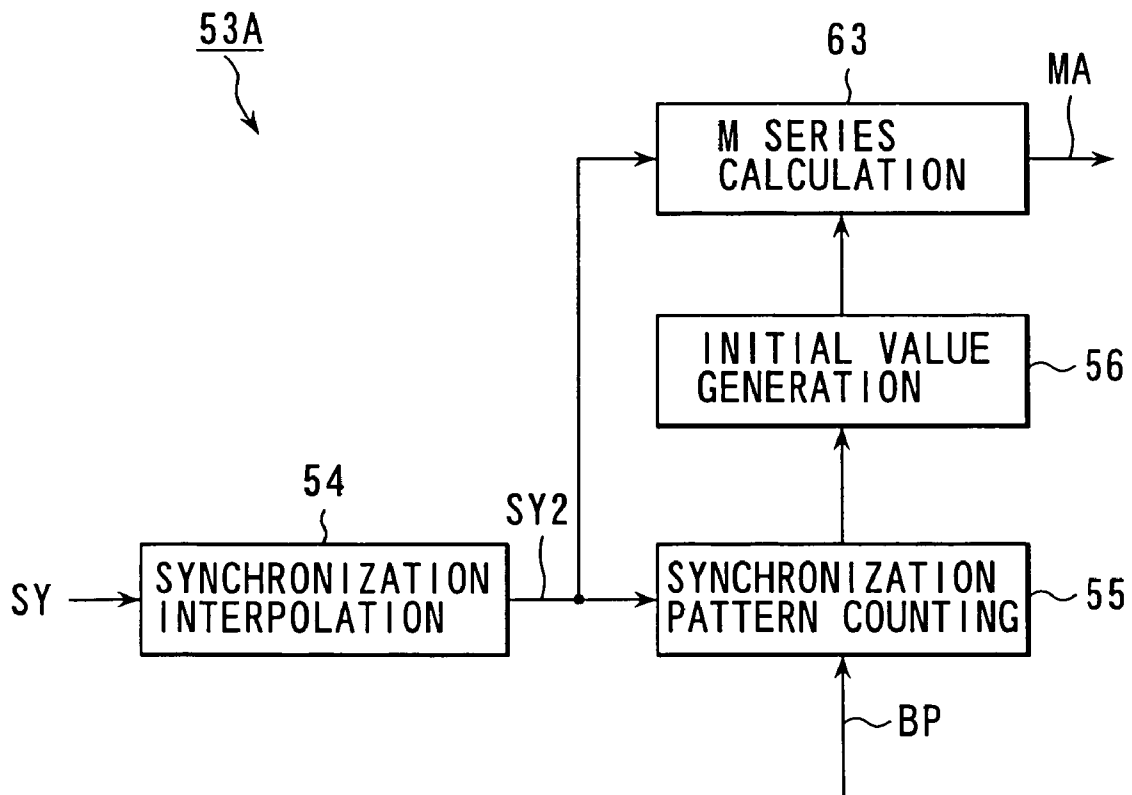 53A
63
MA
M SERIES
CALCULATION
INITIAL VALUE
GENERATION
56
54
SY2
SY
SYNCHRONIZATION
INTERPOLATION
SYNCHRONIZATION
PATTERN COUNTING
55
BP